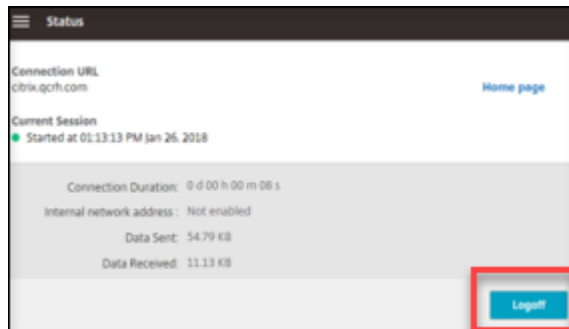 Status
Connection URL
citrix.qcrh.com
Home page
Current Session
Started at 01:13:13 PM Jan 26, 2018
Connection Duration: 0 d 00 h 00 m 08 s
Internal network address : Not enabled
Data Sent: 54.79 KB
Data Received: 11.13 KB
Logoff